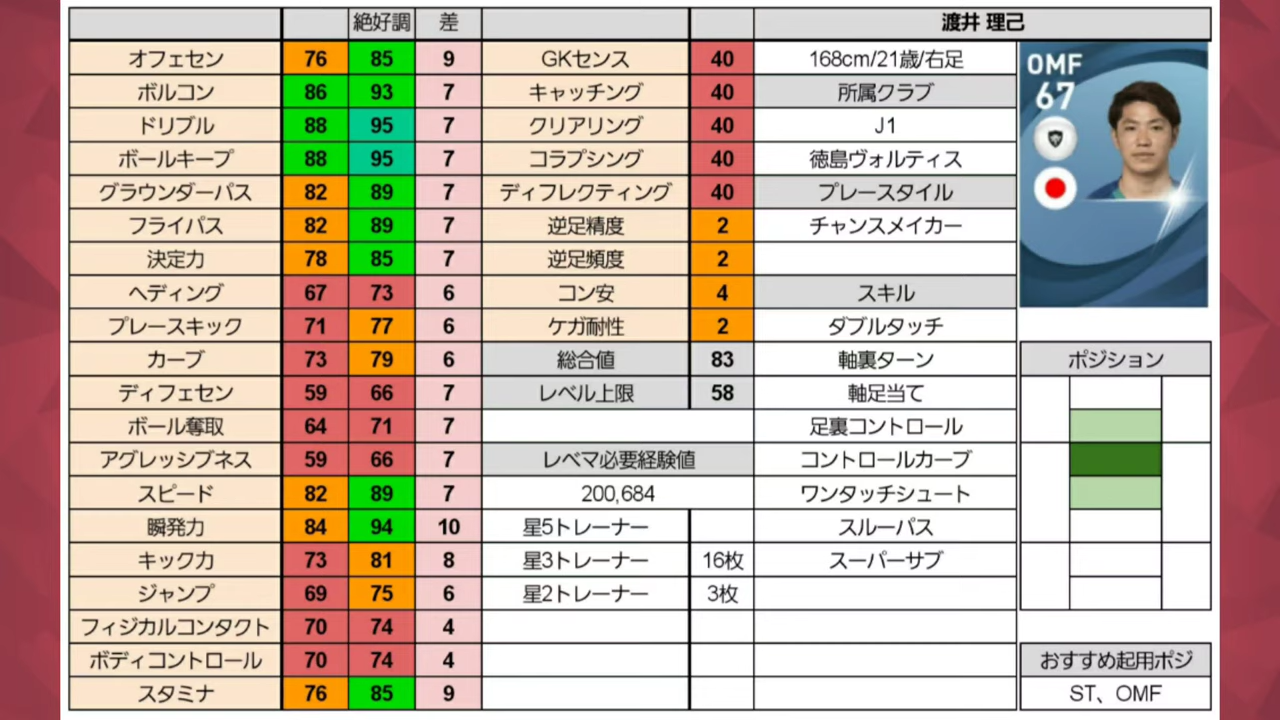 絶好調 差 渡井 理己
オフェセン 76 85 9 GKセンス 40 168cm/21歳/右足
ボルコン 86 93 7 キャッチング 40 所属クラブ
ドリブル 88 95 7 クリアリング 40 J1
ボールキープ 88 95 7 コラプシング 40 徳島ヴォルティス
グラウンダーパス 82 89 7 ディフレクティング 40 プレースタイル
フライパス 82 89 7 逆足精度 2 チャンスメイカー
決定力 78 85 7 逆足頻度 2
ヘディング 67 73 6 コン安 4 スキル
プレースキック 71 77 6 ケガ耐性 2 ダブルタッチ
カーブ 73 79 6 総合値 83 軸裏ターン
ディフェセン 59 66 7 レベル上限 58 軸足当て
ボール奪取 64 71 7 足裏コントロール
アグレッシブネス 59 66 7 レベマ必要経験値 コントロールカーブ
スピード 82 89 7 200,684 ワンタッチシュート
瞬発力 84 94 10 星5トレーナー スルーパス
キック力 73 81 8 星3トレーナー 16枚 スーパーサブ
ジャンプ 69 75 6 星2トレーナー 3枚
フィジカルコンタクト 70 74 4
ボディコントロール 70 74 4
スタミナ 76 85 9
OMF
67
ポジション
おすすめ起用ポジ
ST、OMF